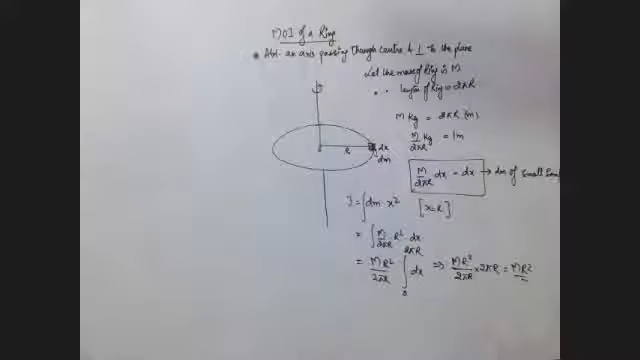 MOI of a Ring
Abt. an axis passing through centre & ⊥ to the plane
Let the mass of Ring is M
∴ length of Ring is 2πR
M Kg = 2πR (m)
M/2πR Kg = 1m
R
dx
dm
M/2πR dx = dx → dm of Small
I = ∫dm x² [x=R]
= ∫ M/2πR R² dx
= MR²/2πR ∫₀^2πR dx ⇒ MR²/2πR × 2πR = MR²